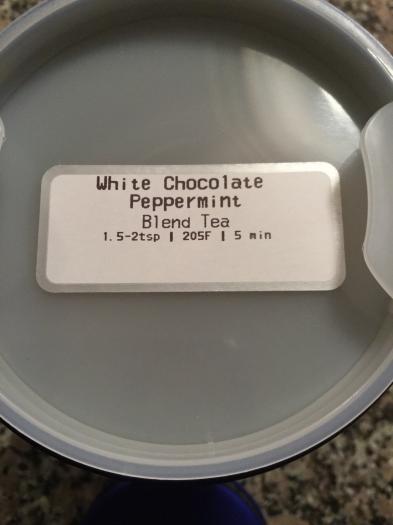 White Chocolate
Peppermint
Blend Tea
1.5-2tsp | 205F | 5 min